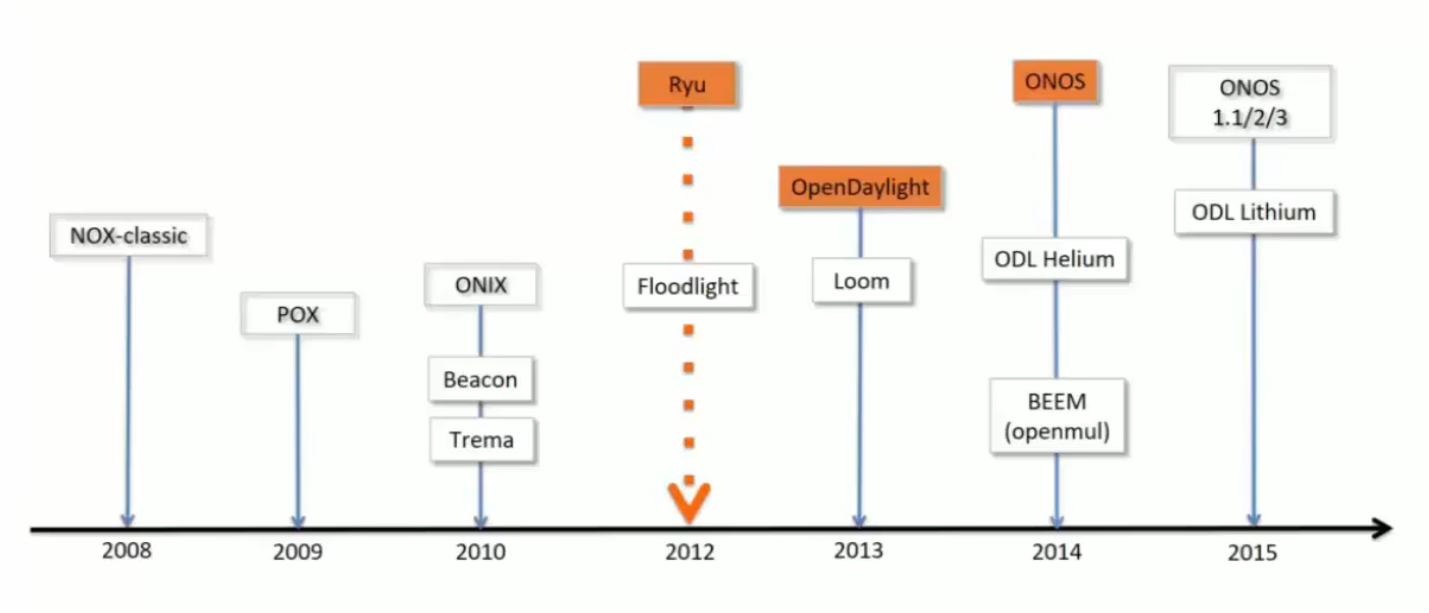 Ryu
ONOS
ONOS
1.1/2/3
OpenDaylight
NOX-classic
ODL Lithium
ONIX
Floodlight
Loom
ODL Helium
POX
Beacon
BEEM
(openmul)
Trema
2008
2009
2010
2012
2013
2014
2015